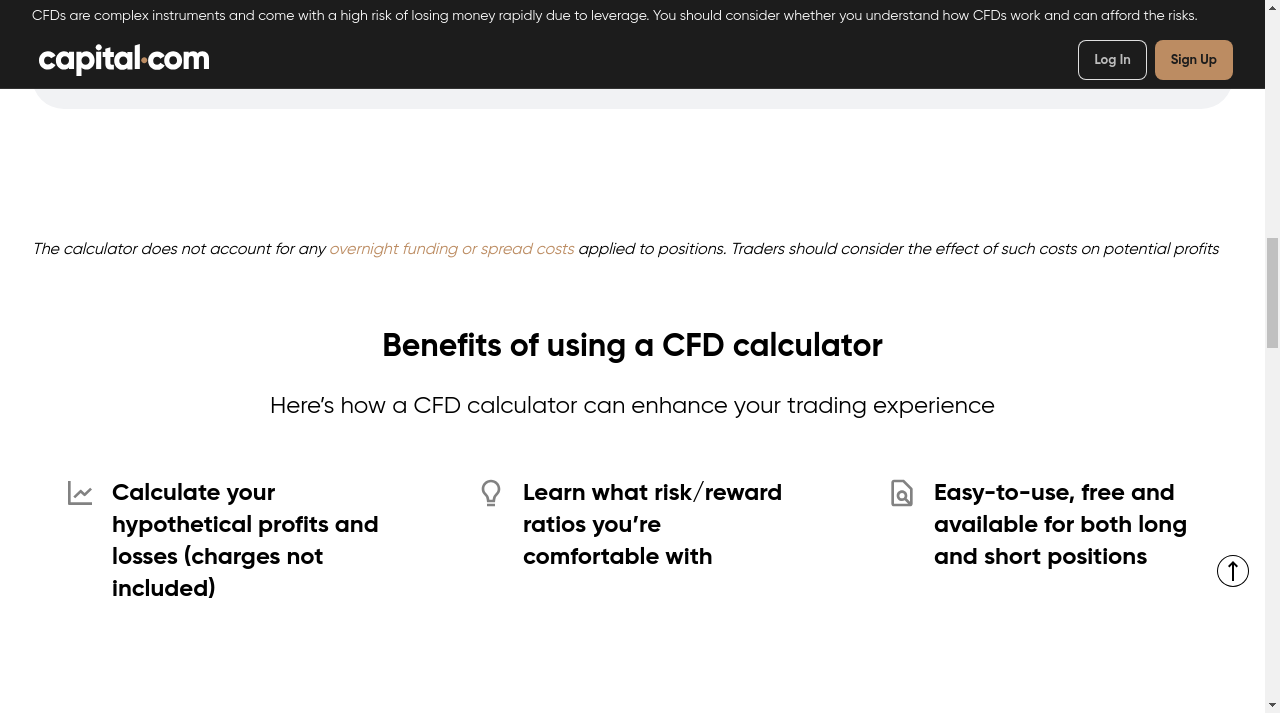 CFDs are complex instruments and come with a high risk of losing money rapidly due to leverage. You should consider whether you understand how CFDs work and can afford the risks.
capital.com
Log In
Sign Up
The calculator does not account for any overnight funding or spread costs applied to positions. Traders should consider the effect of such costs on potential profits
Benefits of using a CFD calculator
Here’s how a CFD calculator can enhance your trading experience
Calculate your
hypothetical profits and
losses (charges not
included)
Learn what risk/reward
ratios you’re
comfortable with
Easy-to-use, free and
available for both long
and short positions